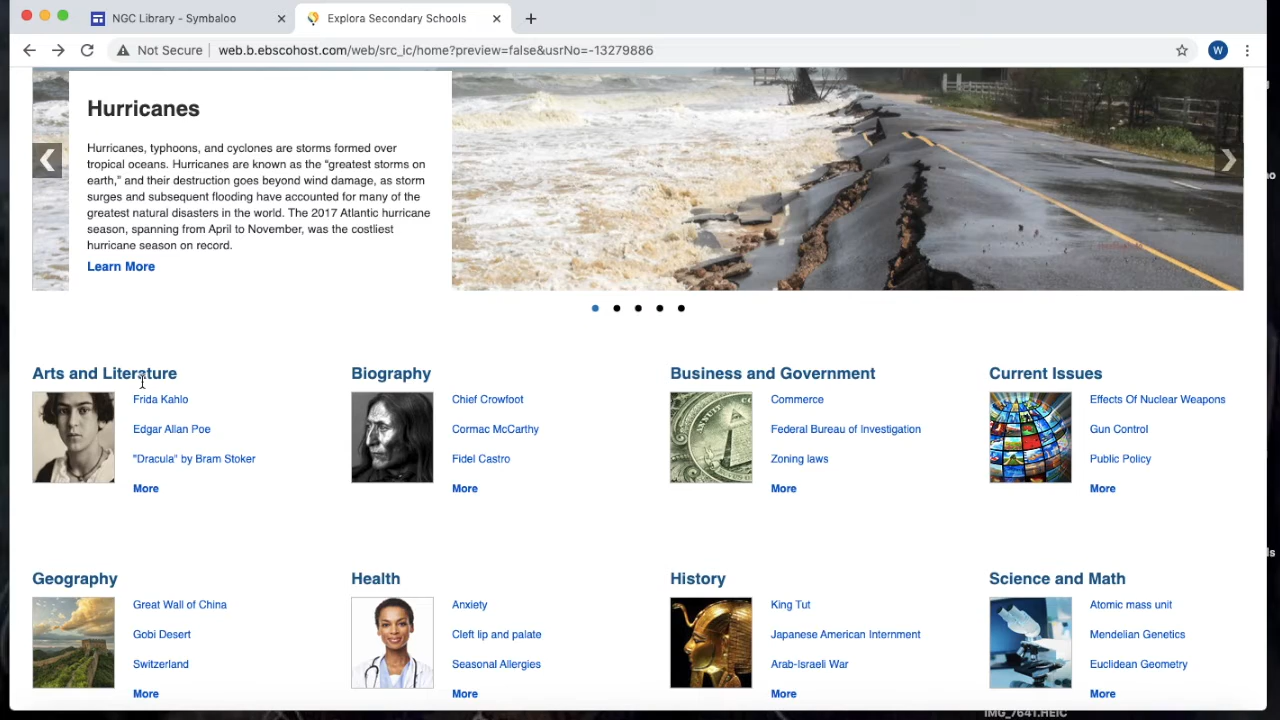 NGC Library - Symbaloo
Explora Secondary Schools
Not Secure
web.b.ebscohost.com/web/src_ic/home?preview=false&usrNo=-13279886
W
Hurricanes
Hurricanes, typhoons, and cyclones are storms formed over
tropical oceans. Hurricanes are known as the "greatest storms on
earth," and their destruction goes beyond wind damage, as storm
surges and subsequent flooding have accounted for many of the
greatest natural disasters in the world. The 2017 Atlantic hurricane
season, spanning from April to November, was the costliest
hurricane season on record.
Learn More
Arts and Literature
Frida Kahlo
Edgar Allan Poe
"Dracula" by Bram Stoker
More
Biography
Chief Crowfoot
Cormac McCarthy
Fidel Castro
More
Business and Government
Commerce
Federal Bureau of Investigation
Zoning laws
More
Current Issues
Effects Of Nuclear Weapons
Gun Control
Public Policy
More
Geography
Great Wall of China
Gobi Desert
Switzerland
More
Health
Anxiety
Cleft lip and palate
Seasonal Allergies
More
History
King Tut
Japanese American Internment
Arab-Israeli War
More
Science and Math
Atomic mass unit
Mendelian Genetics
Euclidean Geometry
More
IMG_7641.HEIC